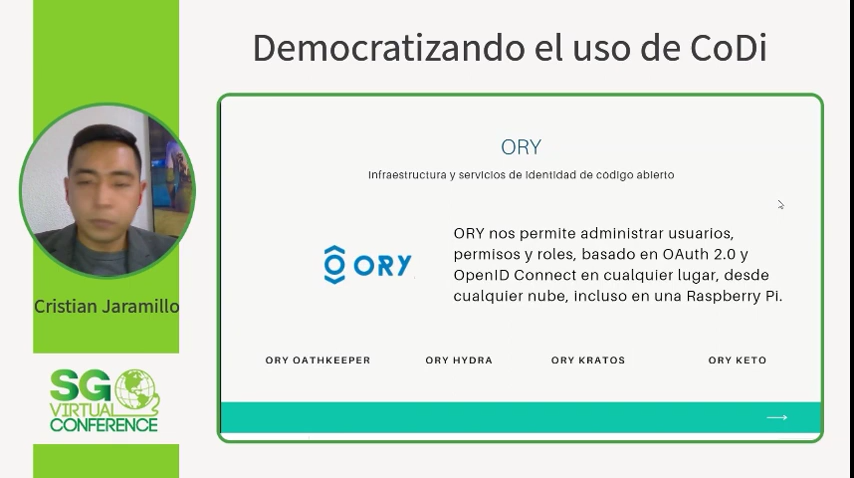 Democratizando el uso de CoDi
ORY
Infraestructura y servicios de identidad de código abierto
ORY
ORY nos permite administrar usuarios,
permisos y roles, basado en OAuth 2.0 y
OpenID Connect en cualquier lugar, desde
cualquier nube, incluso en una Raspberry Pi.
ORY OATHKEEPER
ORY HYDRA
ORY KRATOS
ORY KETO
Cristian Jaramillo
SG
VIRTUAL
CONFERENCE